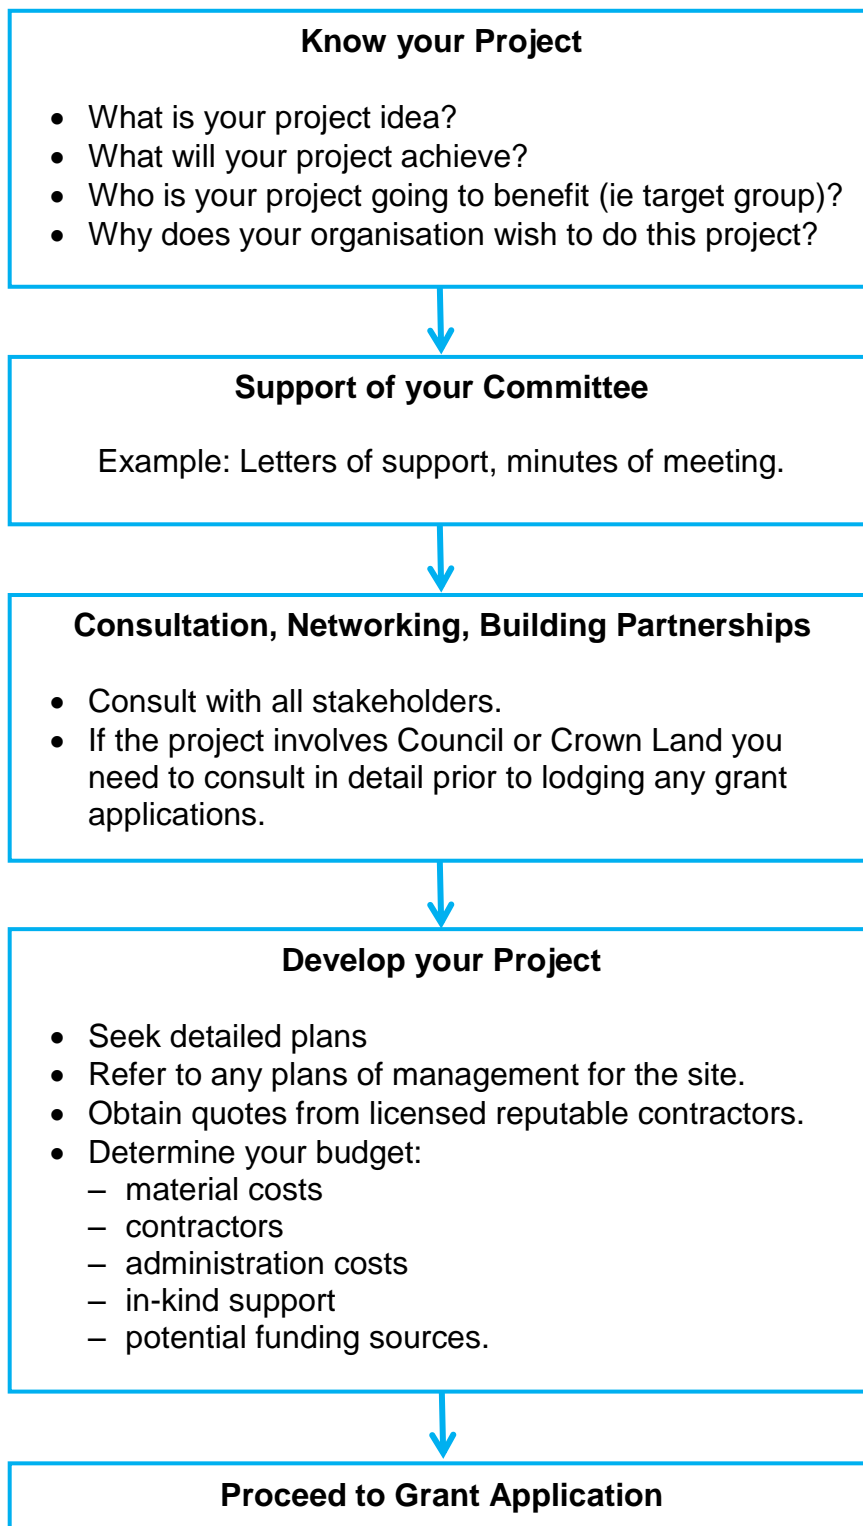 Know your Project
• What is your project idea?
• What will your project achieve?
• Who is your project going to benefit (ie target group)?
• Why does your organisation wish to do this project?
Support of your Committee
Example: Letters of support, minutes of meeting.
Consultation, Networking, Building Partnerships
• Consult with all stakeholders.
• If the project involves Council or Crown Land you
need to consult in detail prior to lodging any grant
applications.
Develop your Project
• Seek detailed plans
• Refer to any plans of management for the site.
• Obtain quotes from licensed reputable contractors.
• Determine your budget:
– material costs
– contractors
– administration costs
– in-kind support
– potential funding sources.
Proceed to Grant Application